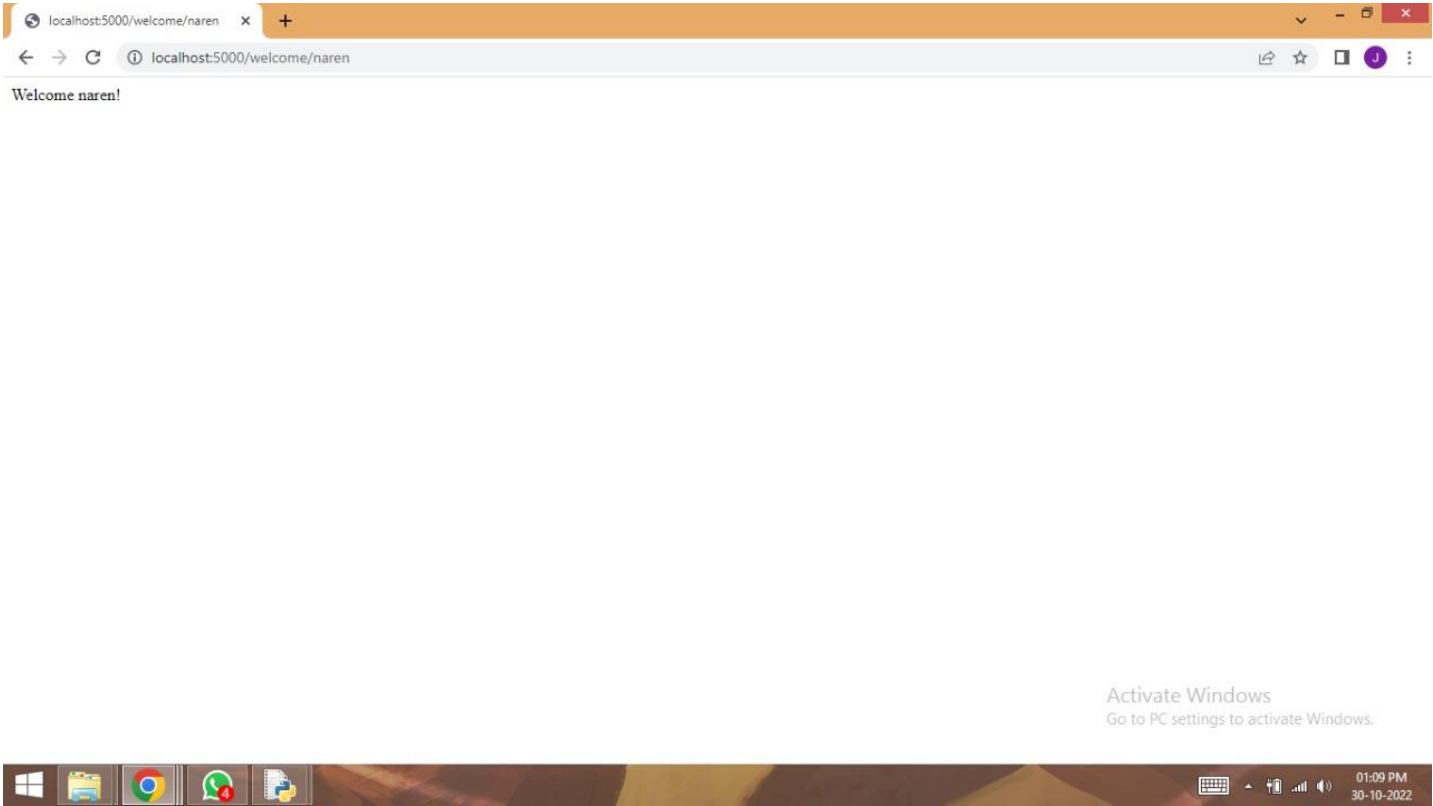 localhost:5000/welcome/naren
localhost:5000/welcome/naren
J
Welcome naren!
Activate Windows
Go to PC settings to activate Windows.
4
01:09 PM
30-10-2022